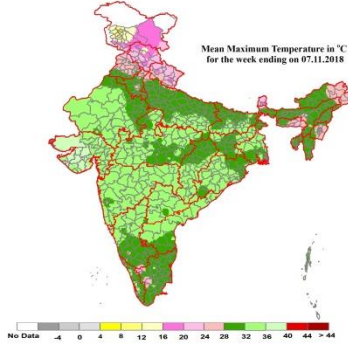 Mean Maximum Temperature in °C
for the week ending on 07.11.2018
No Data -4 0 4 8 12 16 20 24 28 32 36 40 44 > 44